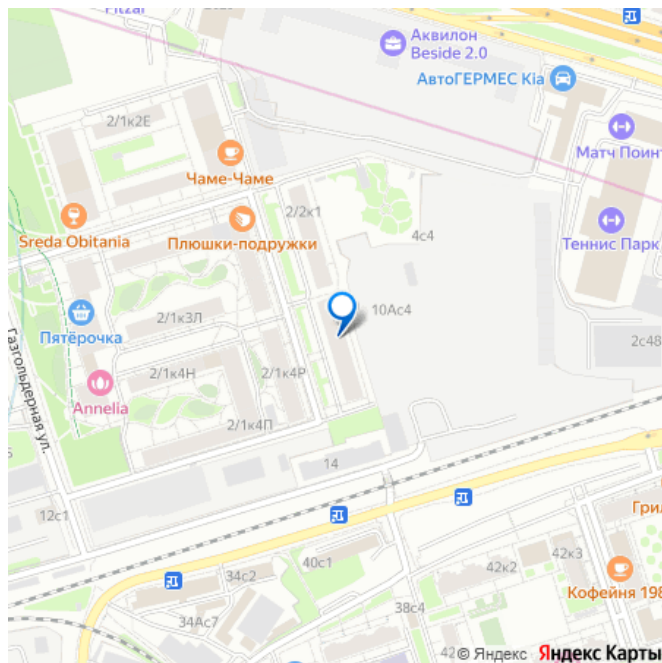 Pitzai
Аквилон
Beside 2.0
АвтоГЕРМЕС Kia
2/1к2Е
Матч Поинт
Чаме-Чаме
2/2к1
Sreda Obitania
Плюшки-подружки
4с4
Теннис Парк
10Ас4
Пятёрочка
2/1к3Л
2с48
Газгольдерная ул.
2/1к4Н
2/1к4Р
Annelia
2/1к4П
14
12с1
Грил
40с1
42к3
34с2
42к2
Кофейня 198
38с4
34Ас7
42
© Яндекс Яндекс Карты